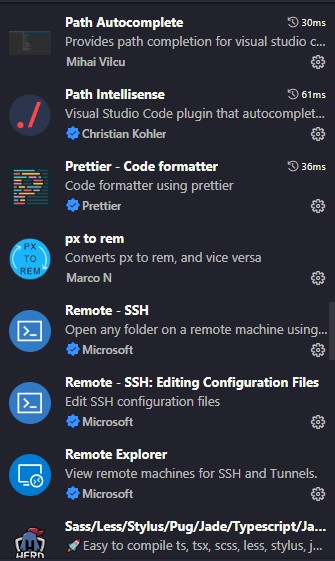 Path Autocomplete 30ms
Provides path completion for visual studio c...
Mihai Vilcu
Path Intellisense 61ms
Visual Studio Code plugin that autocomplet...
Christian Kohler
Prettier - Code formatter 36ms
Code formatter using prettier
Prettier
PX
TO
REM
px to rem
Converts px to rem, and vice versa
Marco N
Remote - SSH
Open any folder on a remote machine using...
Microsoft
Remote - SSH: Editing Configuration Files
Edit SSH configuration files
Microsoft
Remote Explorer
View remote machines for SSH and Tunnels.
Microsoft
Sass/Less/Stylus/Pug/Jade/Typescript/Ja...
🚀 Easy to compile ts, tsx, scss, less, stylus, j...
HERO